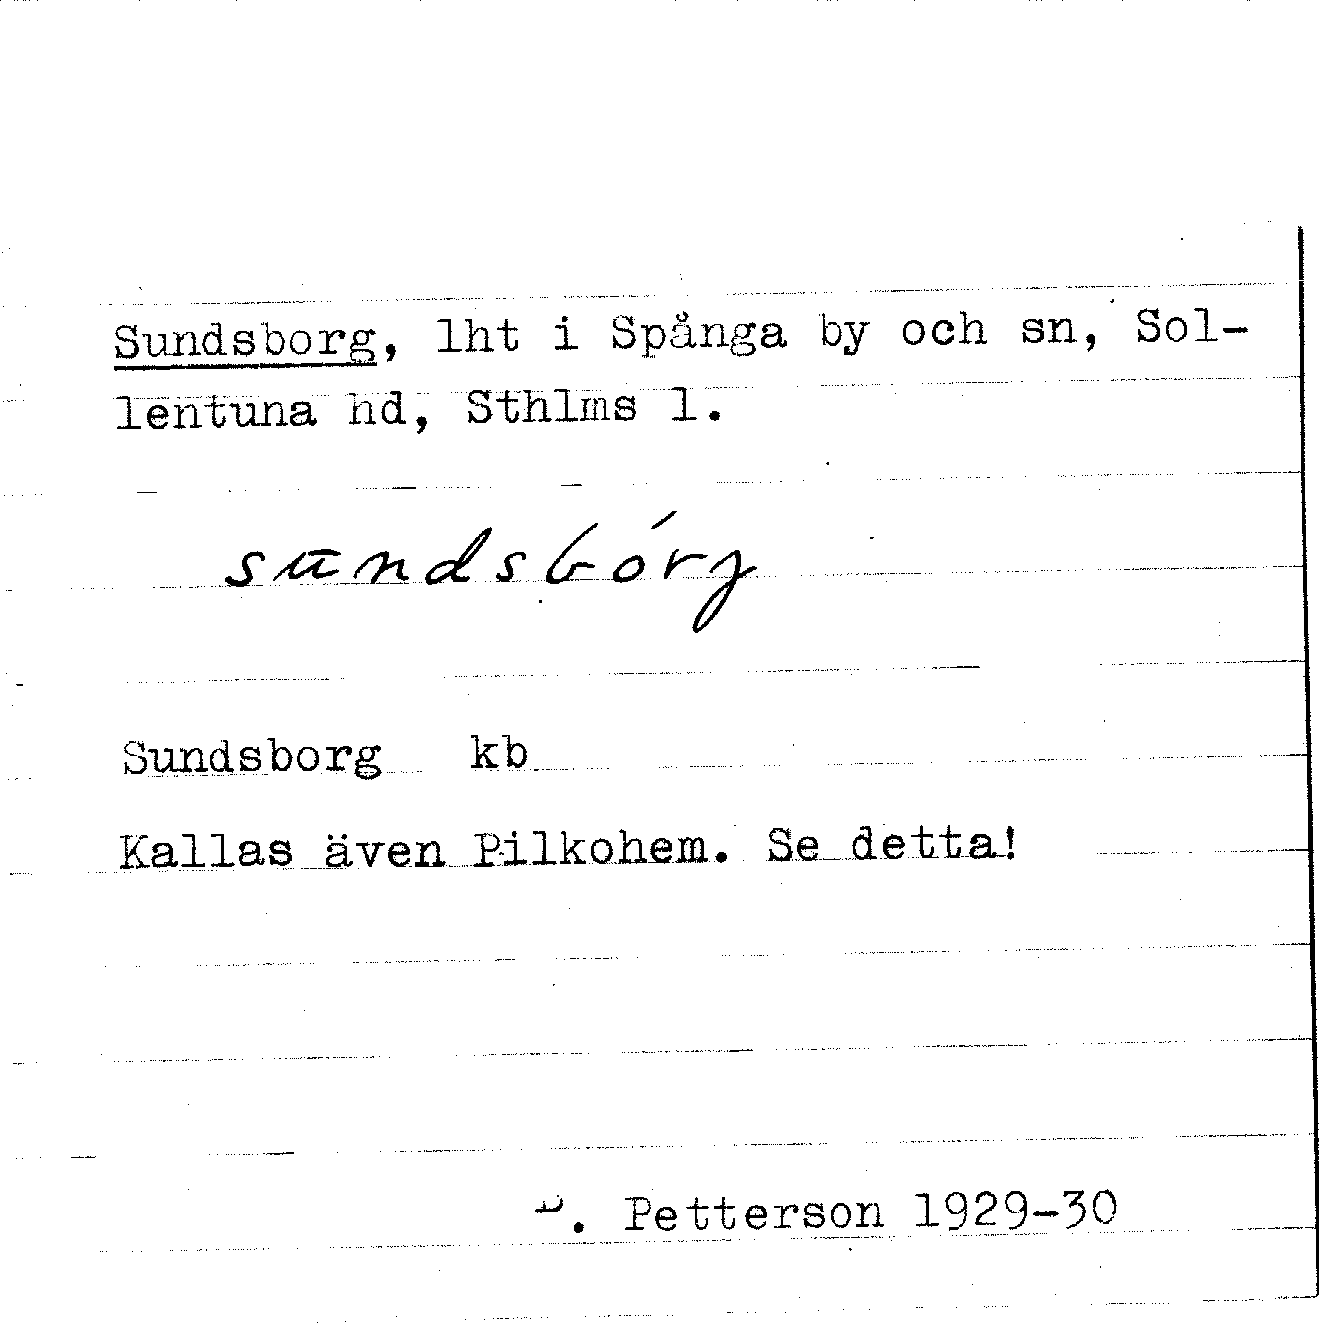 Sundsborg, lht i Spånga by och sn, Sol-
lentuna hd, Sthlms l.
sūndsbórg
Sundsborg kb
Kallas även Pilkohem. Se detta!
. Petterson 1929-30